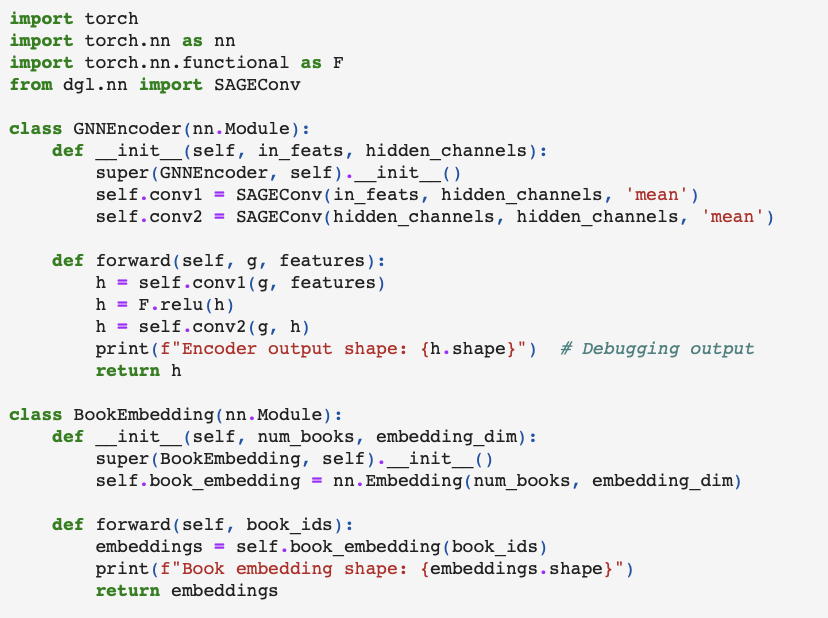 import torch
import torch.nn as nn
import torch.nn.functional as F
from dgl.nn import SAGEConv

class GNNEncoder(nn.Module):
    def __init__(self, in_feats, hidden_channels):
        super(GNNEncoder, self).__init__()
        self.conv1 = SAGEConv(in_feats, hidden_channels, 'mean')
        self.conv2 = SAGEConv(hidden_channels, hidden_channels, 'mean')

    def forward(self, g, features):
        h = self.conv1(g, features)
        h = F.relu(h)
        h = self.conv2(g, h)
        print(f"Encoder output shape: {h.shape}")  # Debugging output
        return h

class BookEmbedding(nn.Module):
    def __init__(self, num_books, embedding_dim):
        super(BookEmbedding, self).__init__()
        self.book_embedding = nn.Embedding(num_books, embedding_dim)

    def forward(self, book_ids):
        embeddings = self.book_embedding(book_ids)
        print(f"Book embedding shape: {embeddings.shape}")
        return embeddings